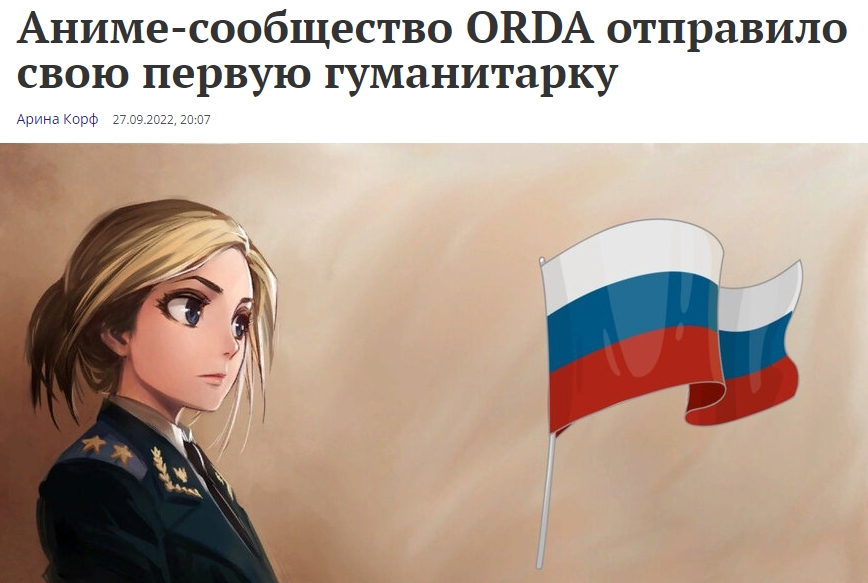 Аниме-сообщество ORDA отправило
свою первую гуманитарку
Арина Корф 27.09.2022, 20:07